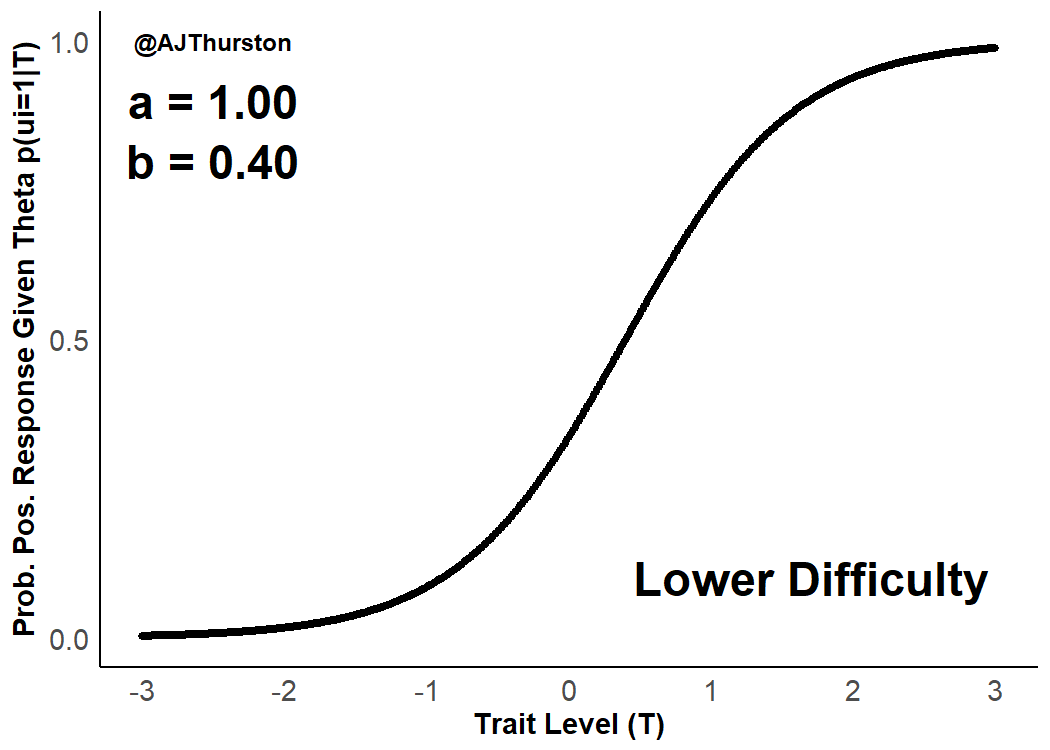 @AJThurston
a = 1.00
b = 0.40
Prob. Pos. Response Given Theta p(ui=1|T)
1.0
0.5
0.0
Lower Difficulty
-3 -2 -1 0 1 2 3
Trait Level (T)